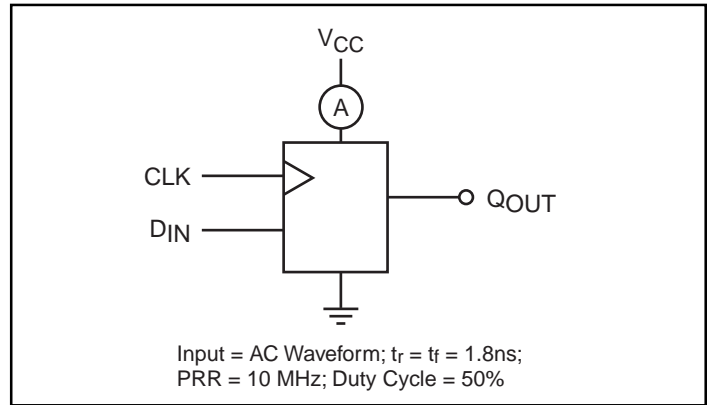 VCC
A
CLK
DIN
QOUT
Input = AC Waveform; tr = tf = 1.8ns;
PRR = 10 MHz; Duty Cycle = 50%